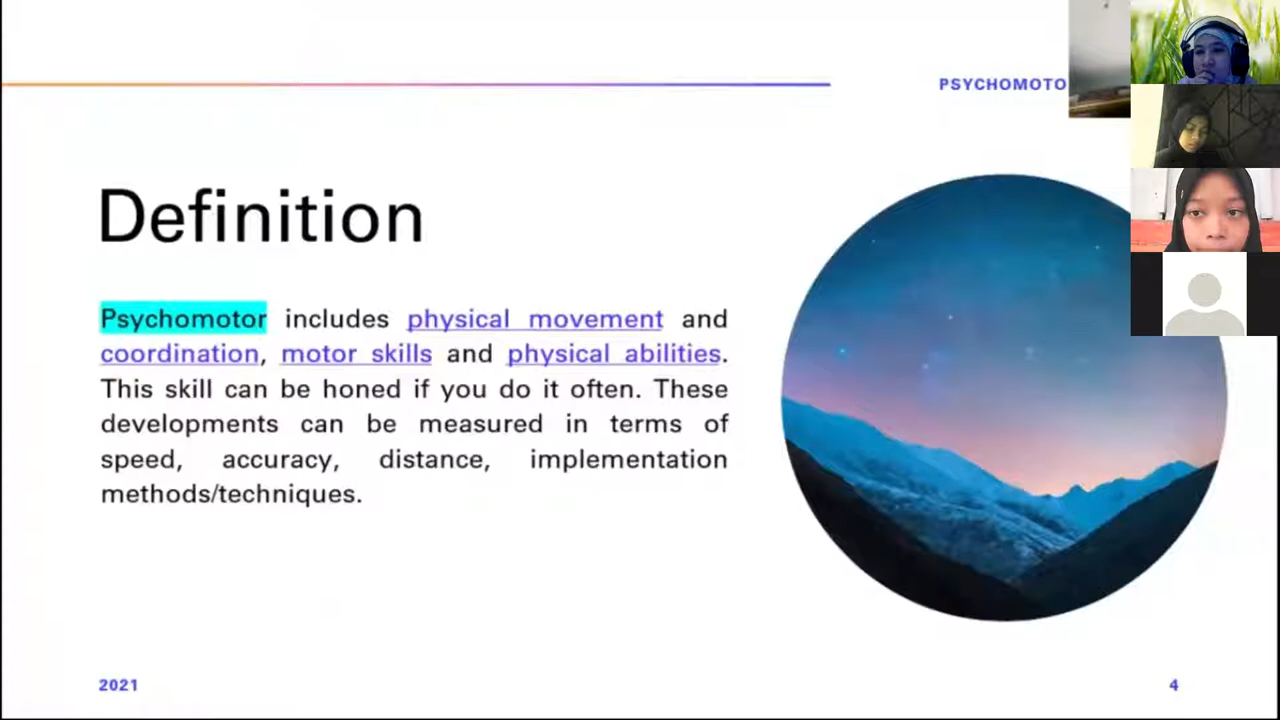 PSYCHOMOTO
Definition
Psychomotor includes physical movement and
coordination, motor skills and physical abilities.
This skill can be honed if you do it often. These
developments can be measured in terms of
speed, accuracy, distance, implementation
methods/techniques.
2021
4